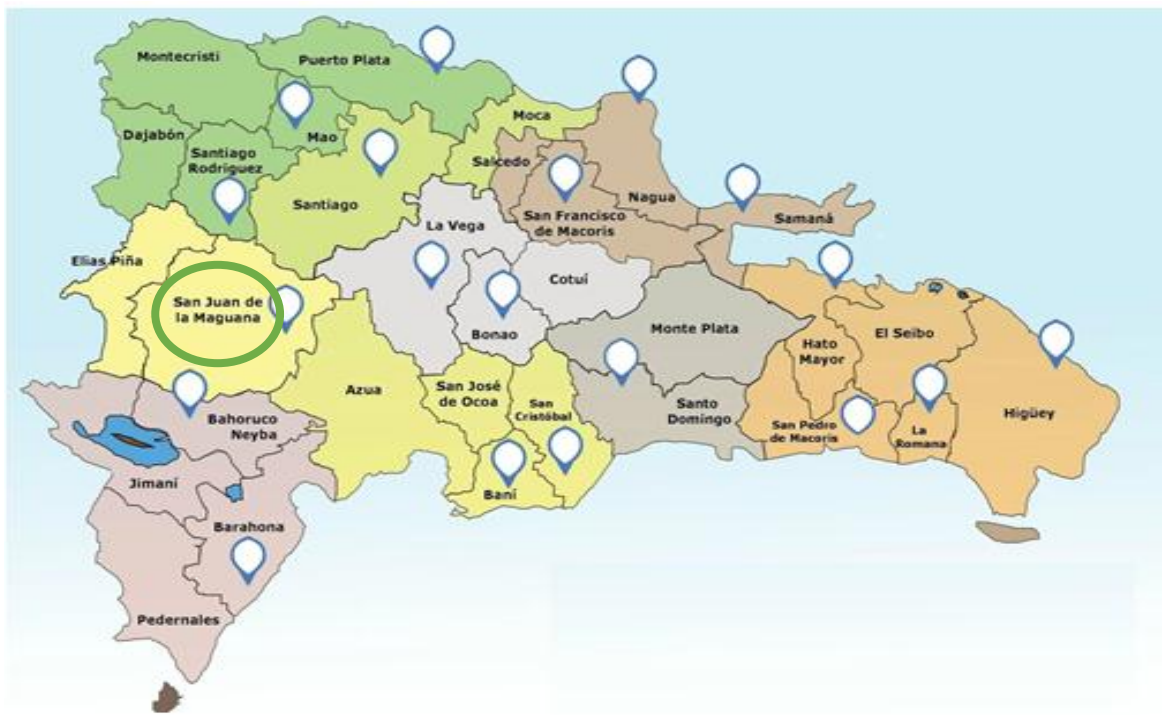 Montecristi
Puerto Plata
Dajabón
Mao
Moca
Santiago
Rodríguez
Salcedo
Santiago
La Vega
San Francisco
de Macoris
Nagua
Samaná
Elias Piña
San Juan de
la Maguana
Cotuí
Bonao
Monte Plata
Hato
Mayor
El Seibo
Azua
San José
de Ocoa
San
Cristóbal
Santo
Domingo
San Pedro
de Macoris
La
Romana
Higüey
Bahoruco
Neyba
Jimaní
Baní
Barahona
Pedernales